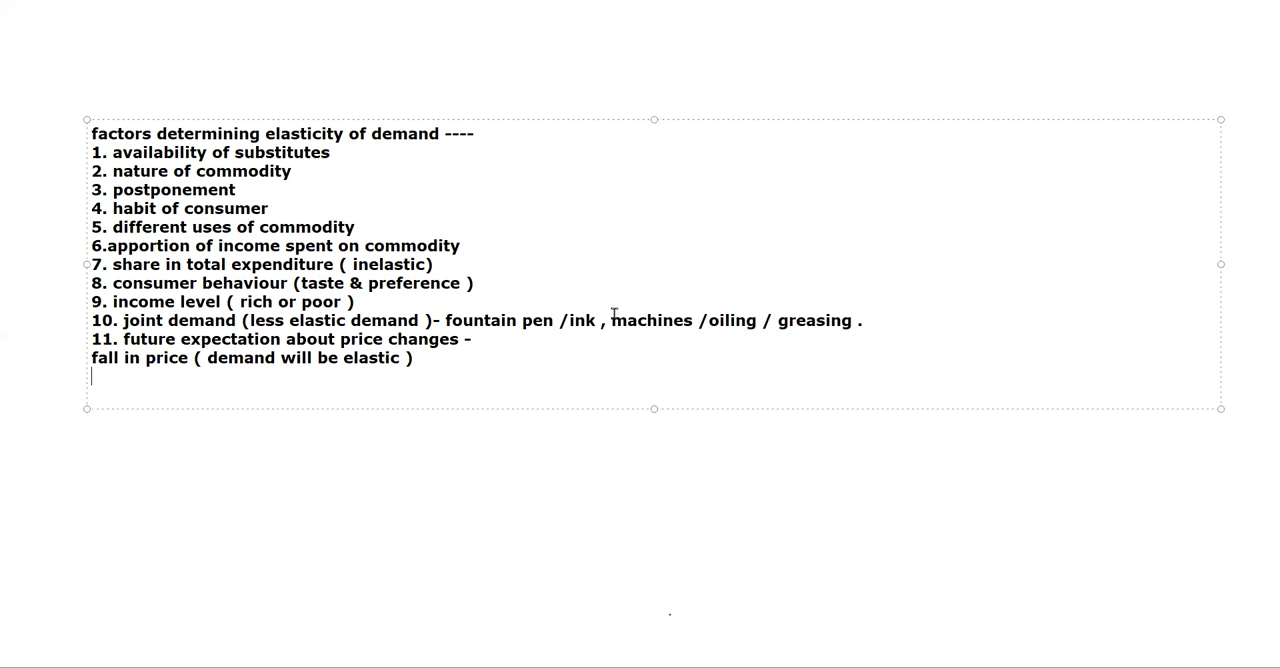 factors determining elasticity of demand ----
1. availability of substitutes
2. nature of commodity
3. postponement
4. habit of consumer
5. different uses of commodity
6.apportion of income spent on commodity
7. share in total expenditure ( inelastic)
8. consumer behaviour (taste & preference )
9. income level ( rich or poor )
10. joint demand (less elastic demand )- fountain pen /ink , machines /oiling / greasing .
11. future expectation about price changes -
fall in price ( demand will be elastic )